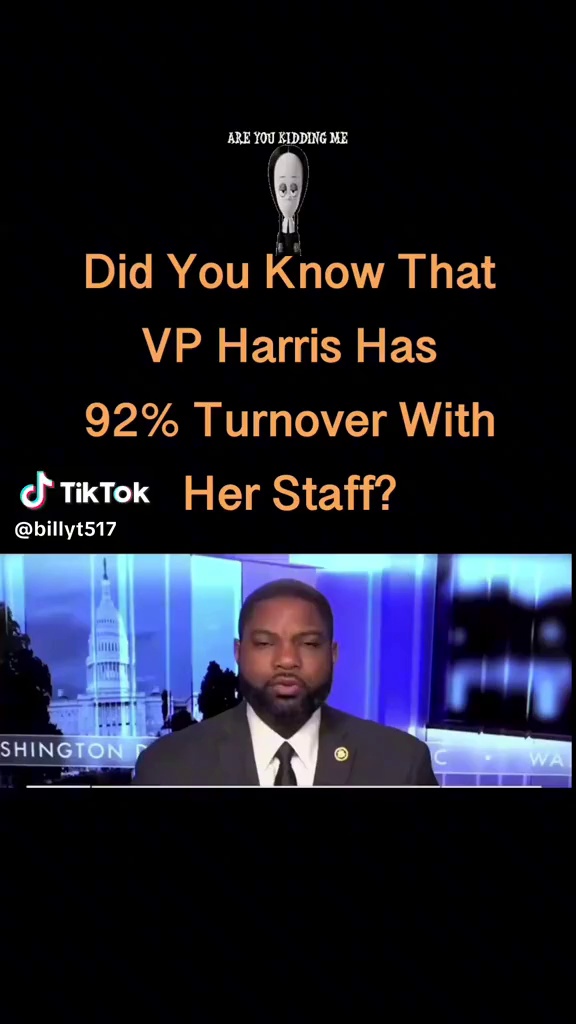 ARE YOU KIDDING ME
Did You Know That
VP Harris Has
92% Turnover With
Her Staff?
TikTok
@billyt517
SHINGTON D
C • WA